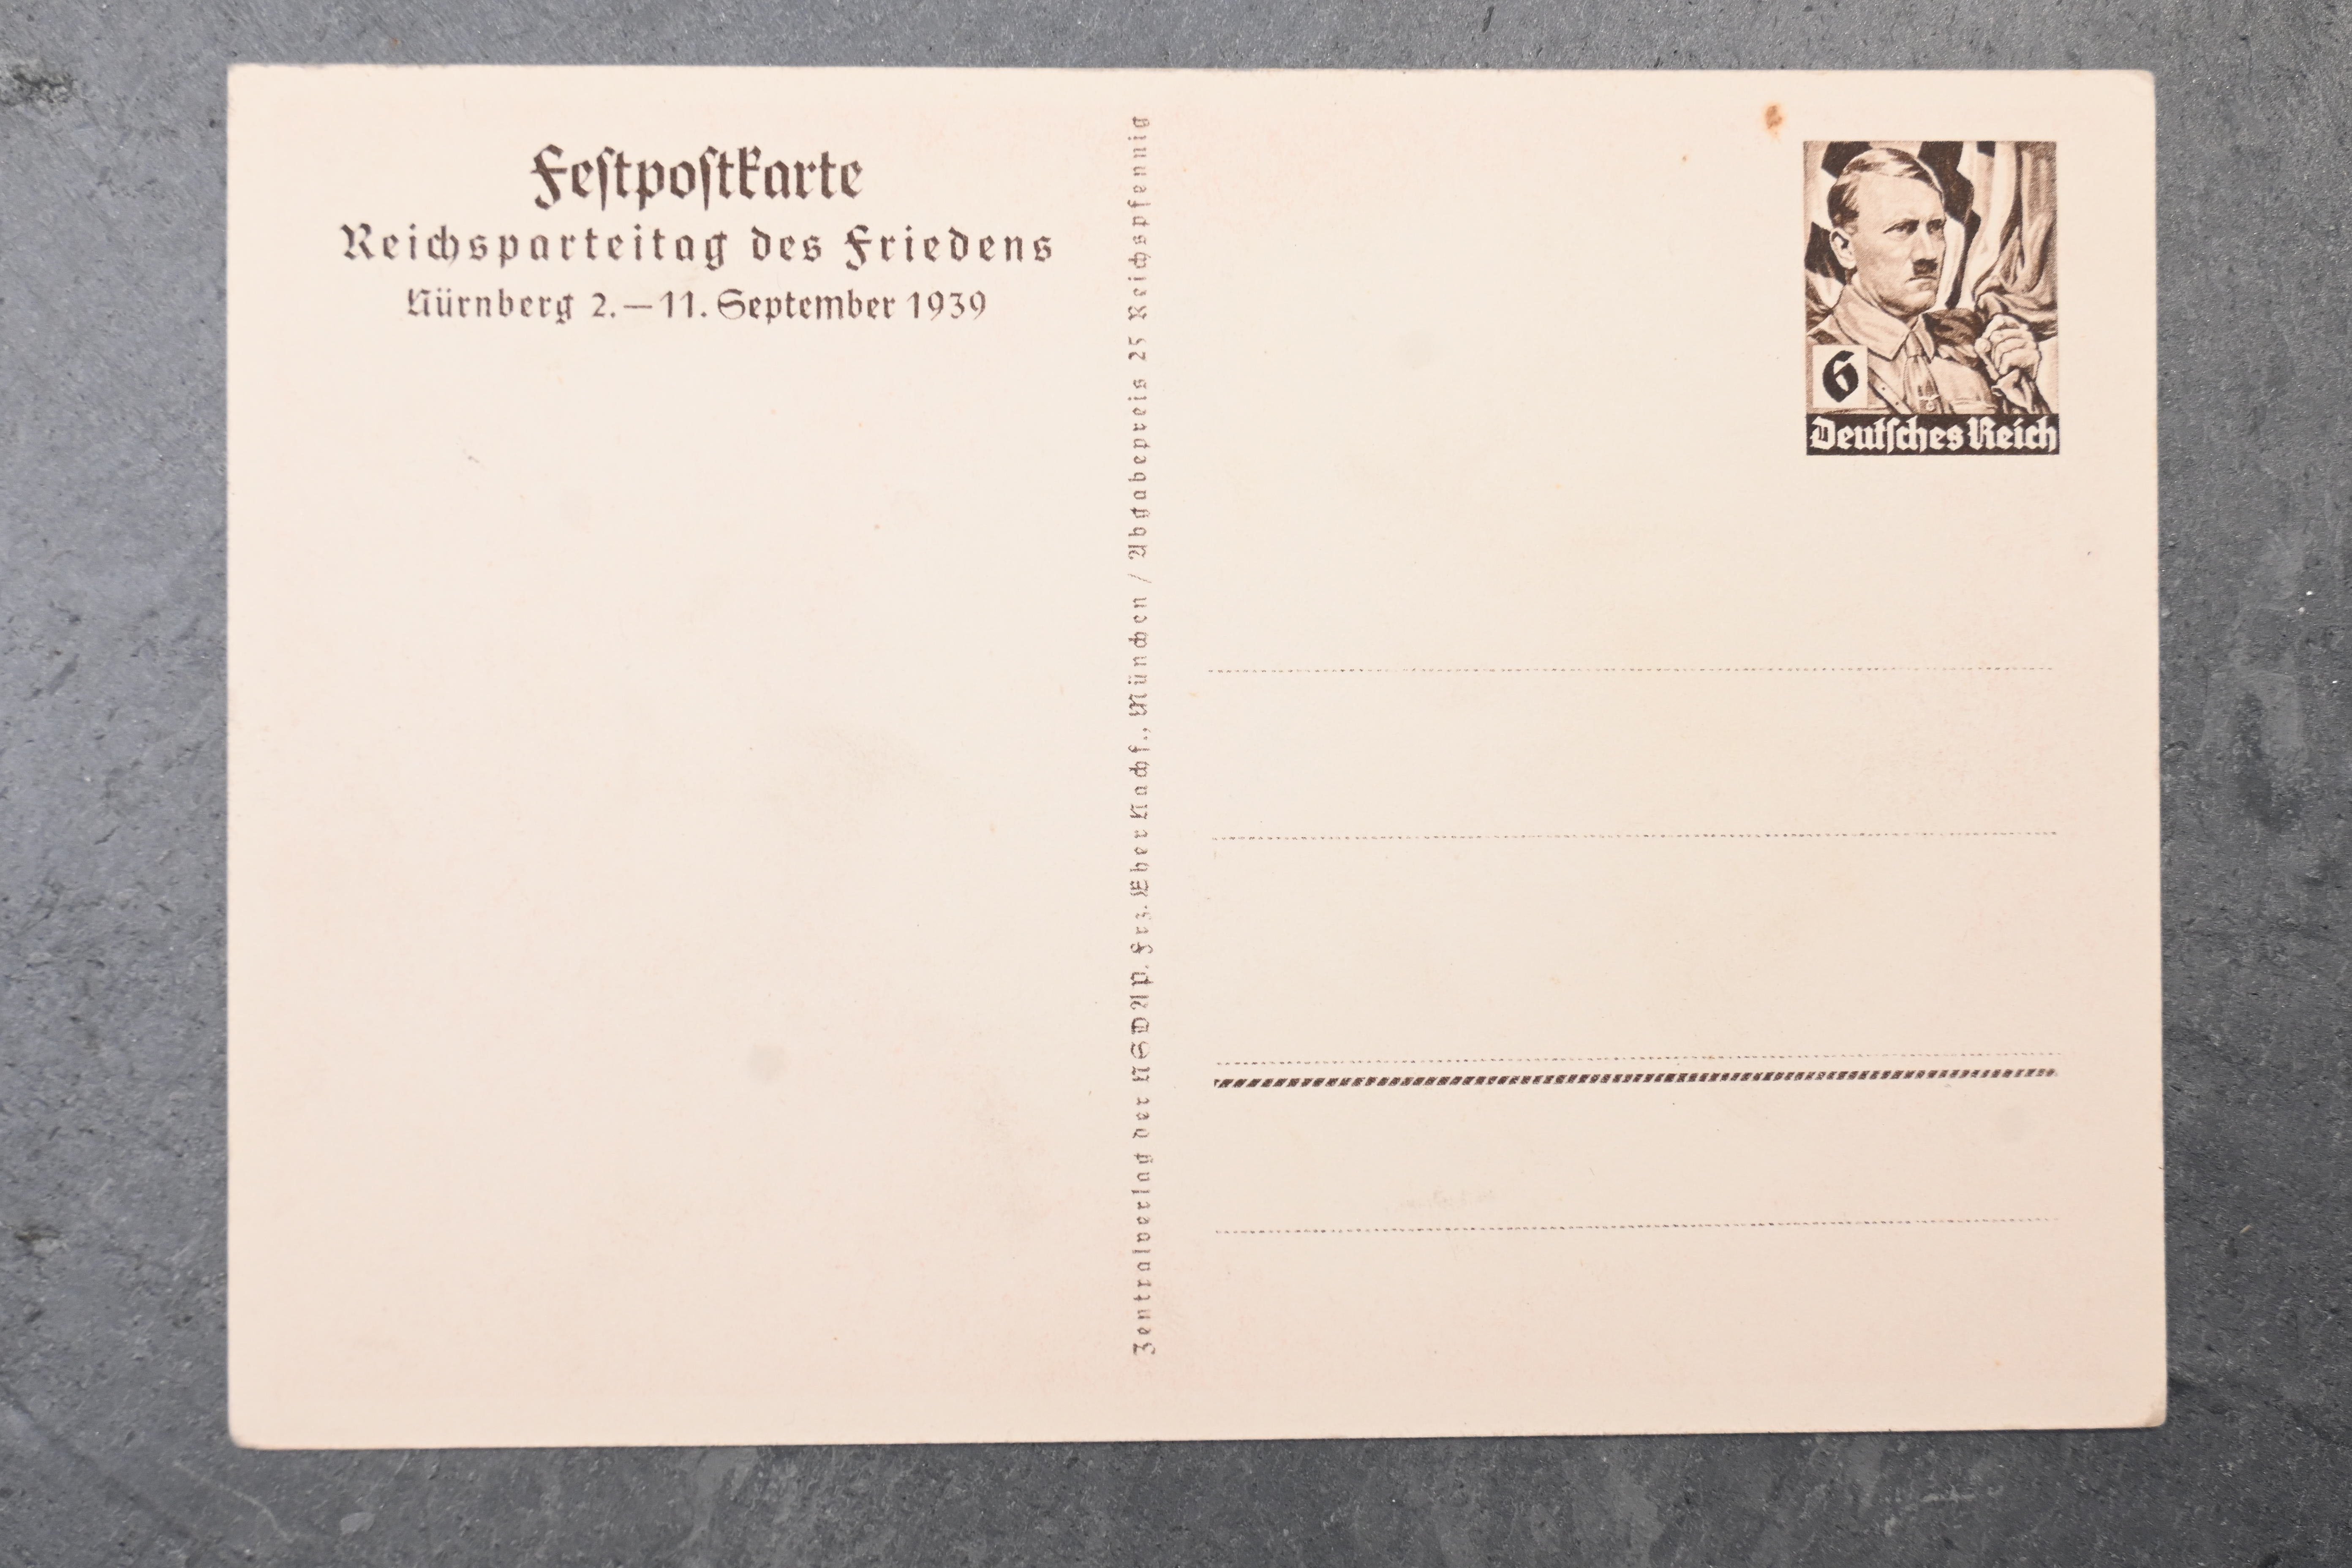 Festpostkarte
Reichsparteitag des Friedens
Nürnberg 2.—11. September 1939
Zentralverlag der NSDAP. Frz. Eher Nachf., München / Abgabepreis 25 Reichspfennig
6
Deutsches Reich